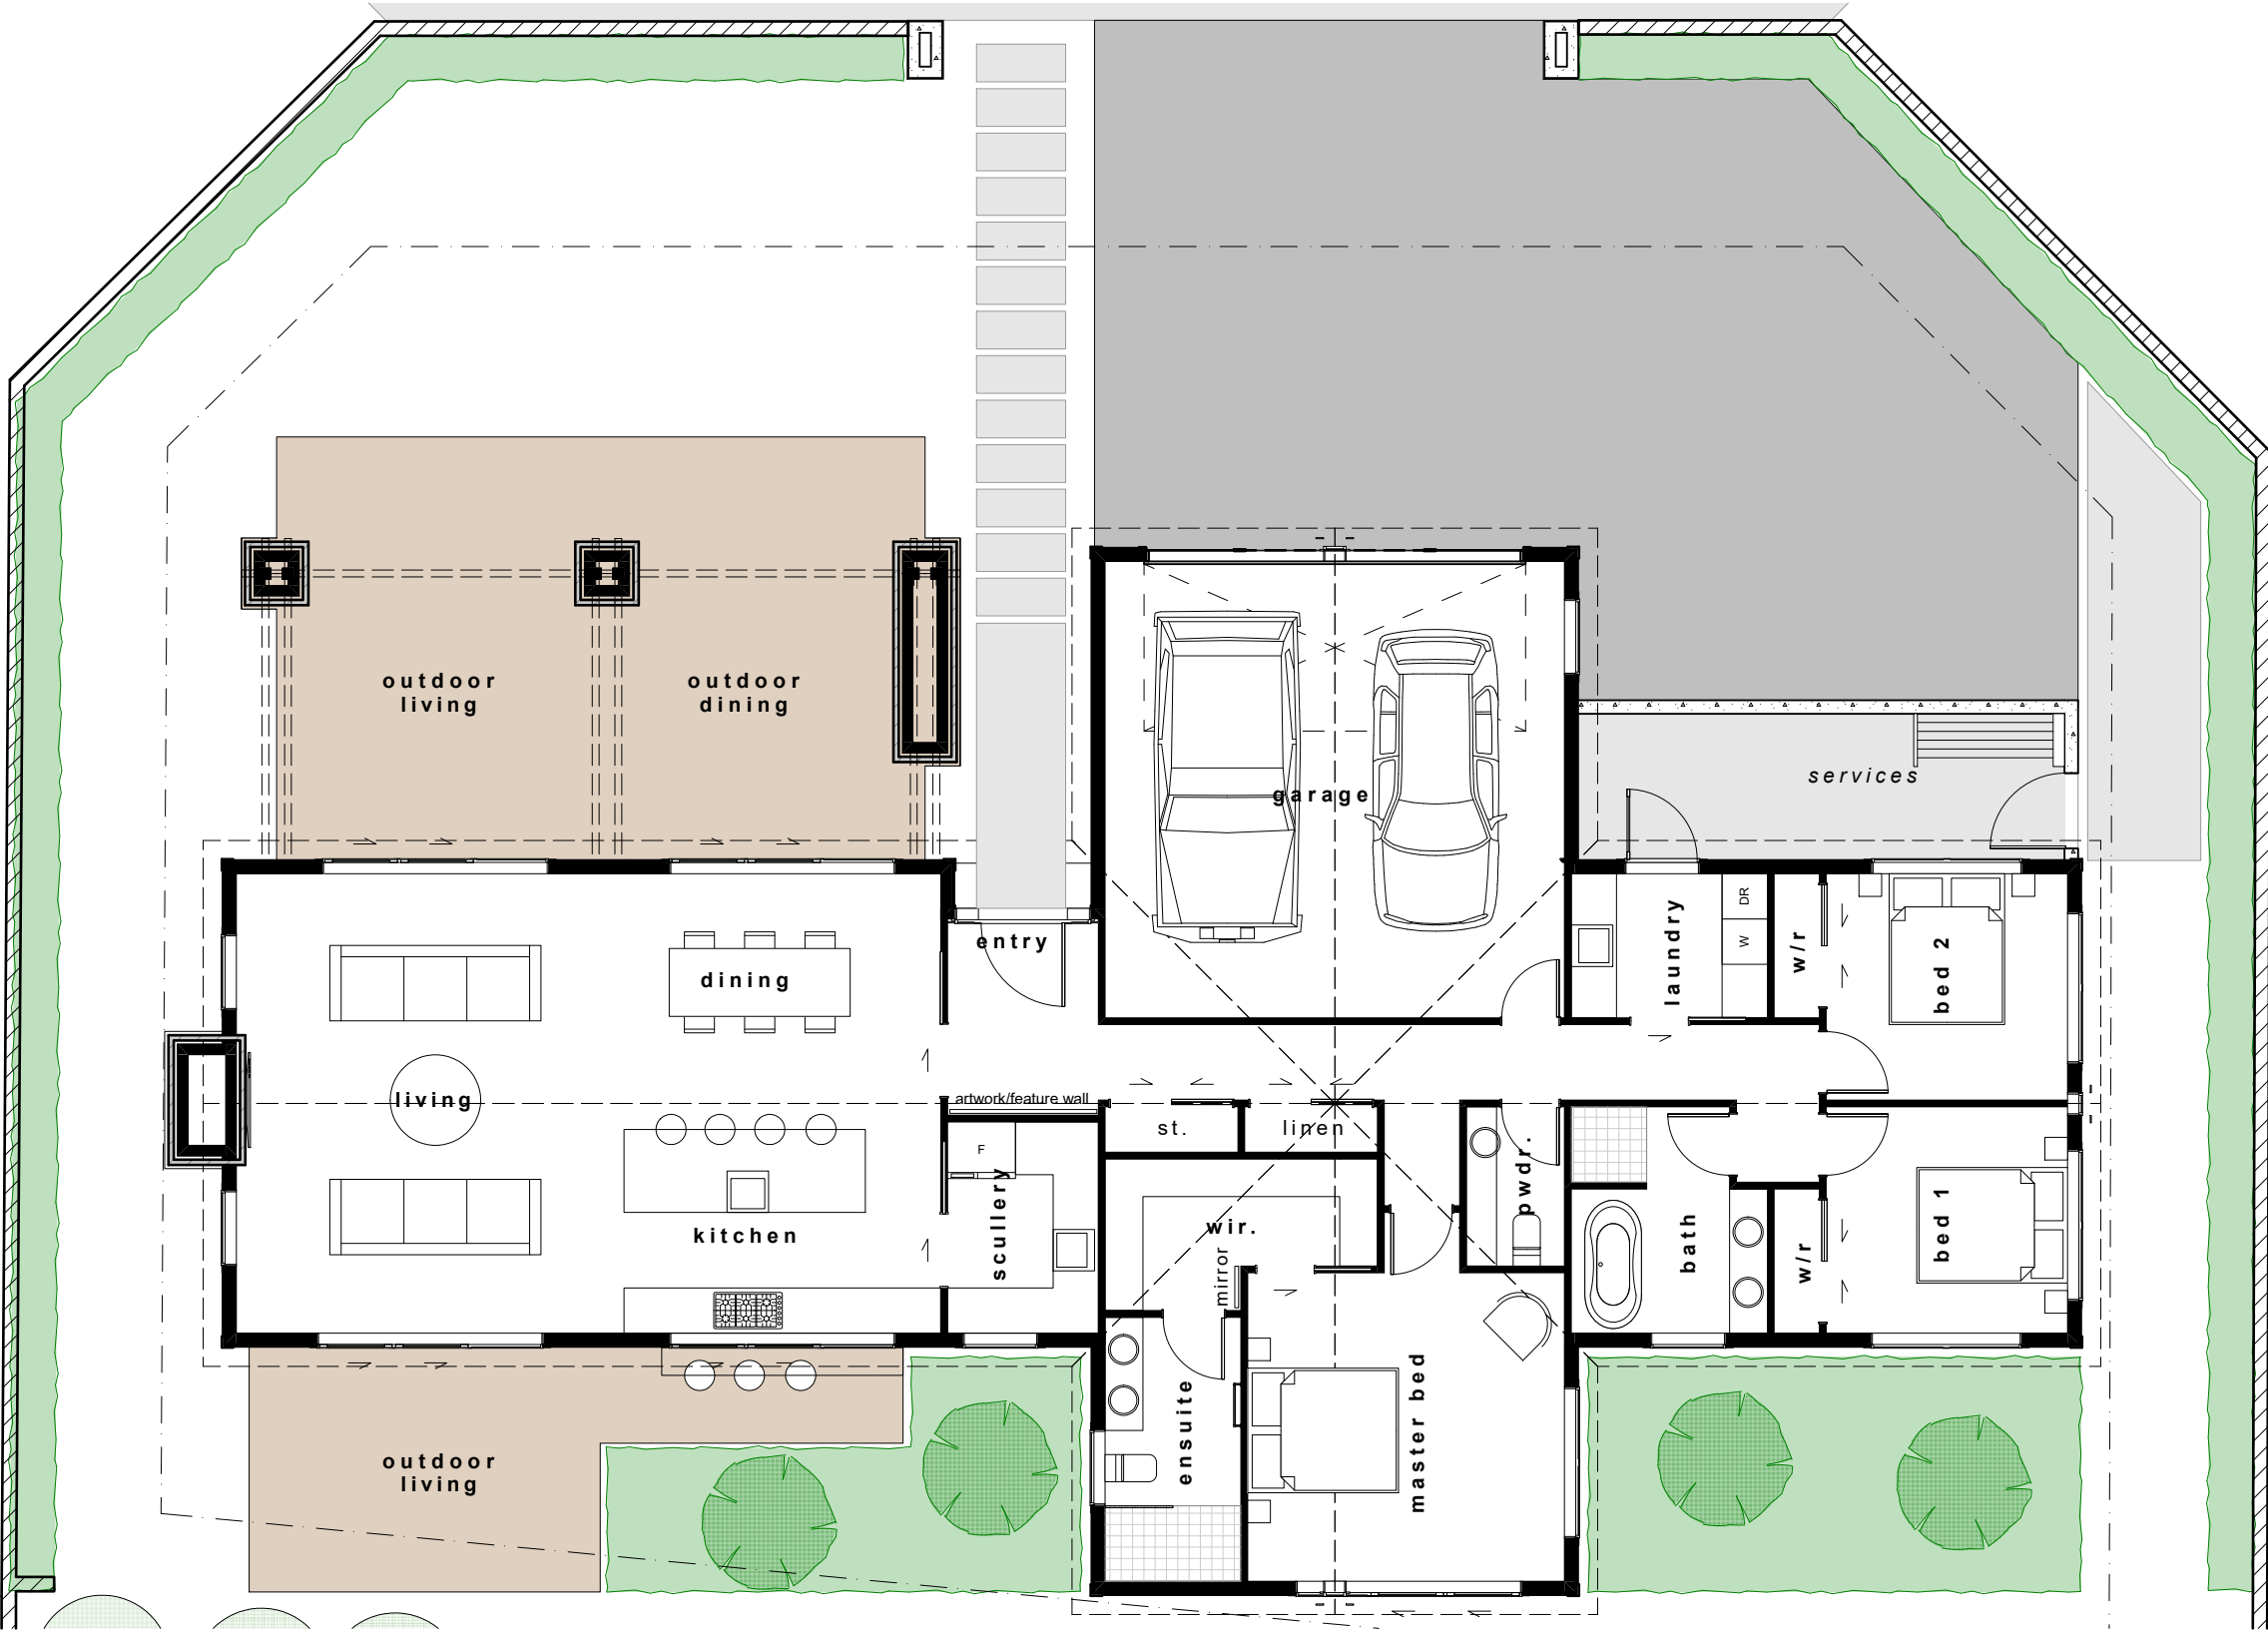 outdoor
living
outdoor
dining
garage
services
entry
dining
living
kitchen
artwork/feature wall
F
scullery
st.
linen
wir.
mirror
pwdr.
laundry
DR
W
w/r
bed 2
bath
w/r
bed 1
ensuite
master bed
outdoor
living